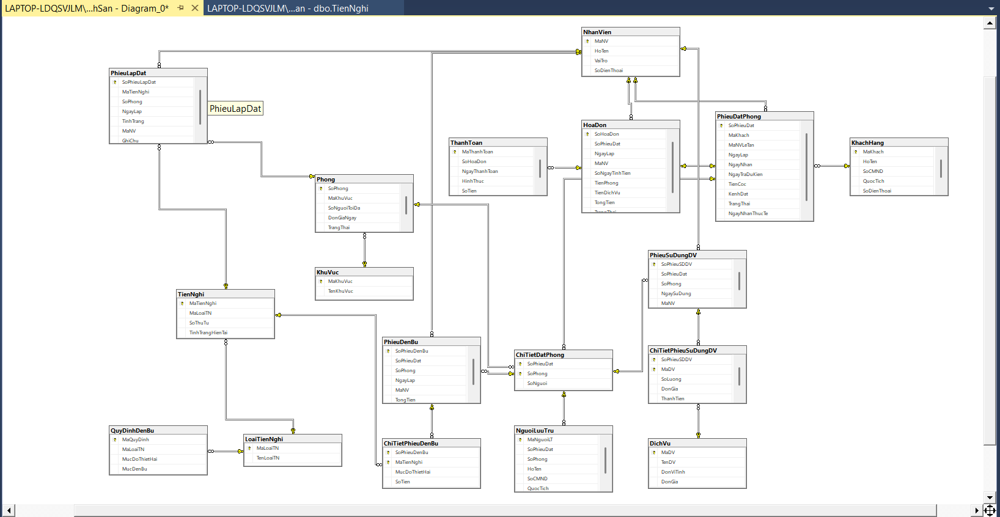 LAPTOP-LDQSVJLM\...hSan - Diagram_0*
LAPTOP-LDQSVJLM\...an - dbo.TienNghi
NhanVien
MaNV
HoTen
VaiTro
SoDienThoai
PhieuLapDat
SoPhieuLapDat
MaTienNghi
SoPhong
NgayLap
TinhTrang
MaNV
GhiChu
PhieuLapDat
PhieuDatPhong
SoPhieuDat
MaKhach
MaNVLeTan
NgayLap
NgayNhan
NgayTraDuKien
TienCoc
KenhDat
TrangThai
NgayNhanThucTe
HoaDon
SoHoaDon
SoPhieuDat
NgayLap
MaNV
SoNgayTinhTien
TienPhong
TienDichVu
TongTien
TrangThai
ThanhToan
MaThanhToan
SoHoaDon
NgayThanhToan
HinhThuc
SoTien
KhachHang
MaKhach
HoTen
SoCMND
QuocTich
SoDienThoai
Phong
SoPhong
MaKhuVuc
SoNguoiToiDa
DonGiaNgay
TrangThai
KhuVuc
MaKhuVuc
TenKhuVuc
PhieuSuDungDV
SoPhieuSDDV
SoPhieuDat
SoPhong
NgaySuDung
MaNV
TienNghi
MaTienNghi
MaLoaiTN
SoThuTu
TinhTrangHienTai
PhieuDenBu
SoPhieuDenBu
SoPhieuDat
SoPhong
NgayLap
MaNV
TongTien
ChiTietDatPhong
SoPhieuDat
SoPhong
SoNguoi
ChiTietPhieuSuDungDV
SoPhieuSDDV
MaDV
SoLuong
DonGia
ThanhTien
QuyDinhDenBu
MaQuyDinh
MaLoaiTN
MucDoThietHai
MucDenBu
LoaiTienNghi
MaLoaiTN
TenLoaiTN
ChiTietPhieuDenBu
SoPhieuDenBu
MaTienNghi
MucDoThietHai
SoTien
NguoiLuuTru
MaNguoiLT
SoPhieuDat
SoPhong
HoTen
SoCMND
QuocTich
DichVu
MaDV
TenDV
DonViTinh
DonGia